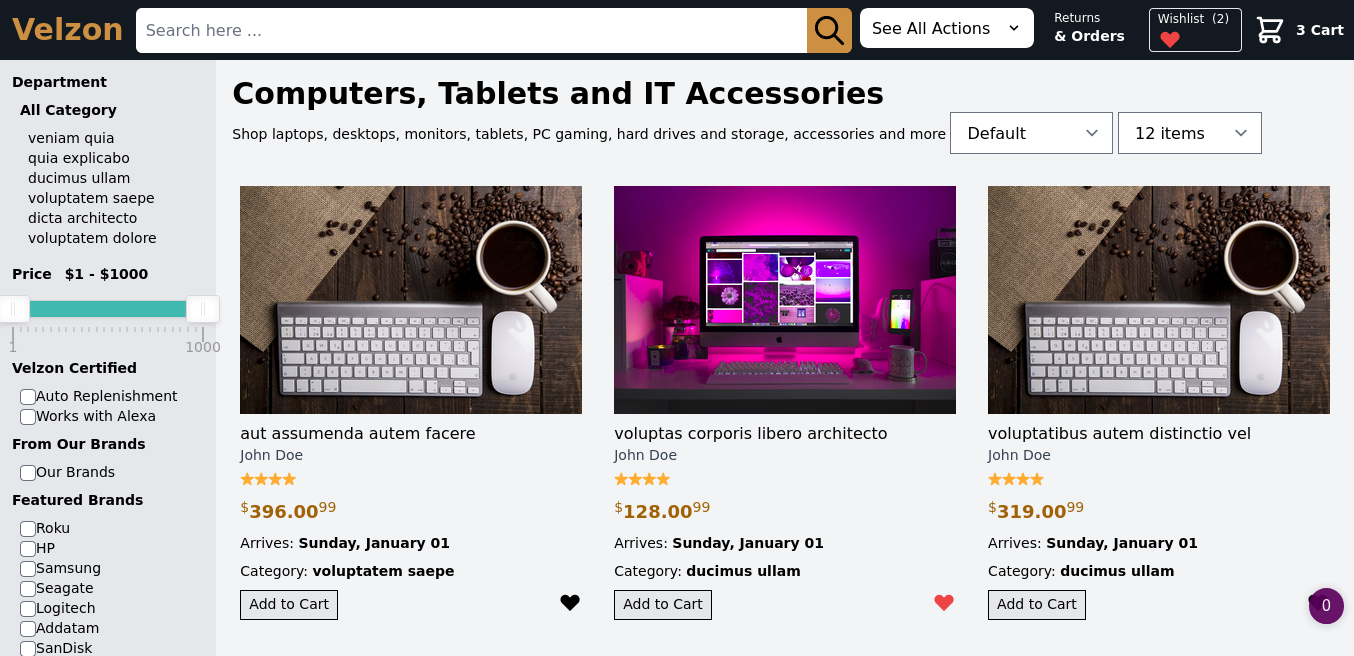 Velzon
Search here ...
See All Actions
Returns
& Orders
Wishlist (2)
3 Cart
Department
All Category
veniam quia
quia explicabo
ducimus ullam
voluptatem saepe
dicta architecto
voluptatem dolore
Price $1 - $1000
1 1000
Velzon Certified
Auto Replenishment
Works with Alexa
From Our Brands
Our Brands
Featured Brands
Roku
HP
Samsung
Seagate
Logitech
Addatam
SanDisk
Computers, Tablets and IT Accessories
Shop laptops, desktops, monitors, tablets, PC gaming, hard drives and storage, accessories and more
Default
12 items
aut assumenda autem facere
John Doe
$396.0099
Arrives: Sunday, January 01
Category: voluptatem saepe
Add to Cart
voluptas corporis libero architecto
John Doe
$128.0099
Arrives: Sunday, January 01
Category: ducimus ullam
Add to Cart
voluptatibus autem distinctio vel
John Doe
$319.0099
Arrives: Sunday, January 01
Category: ducimus ullam
Add to Cart
0